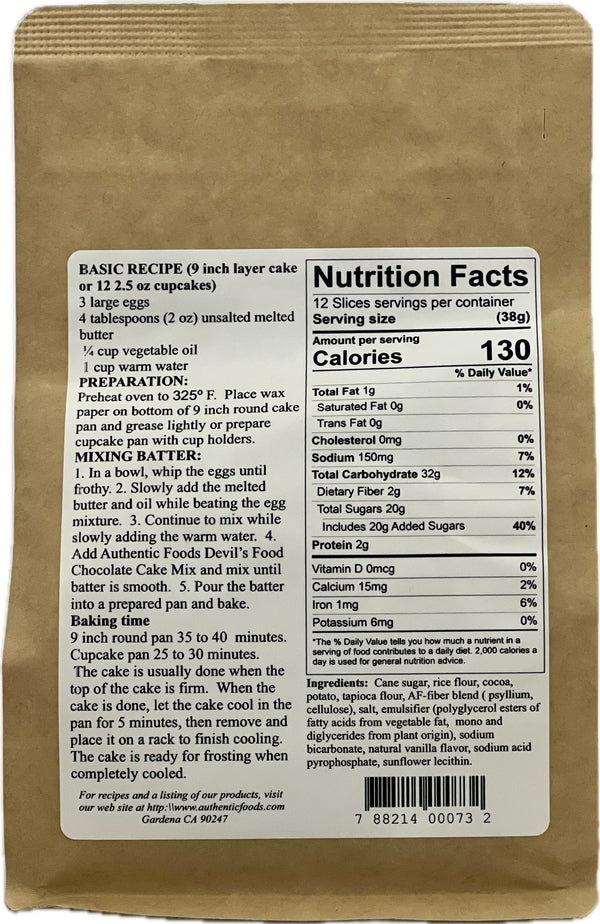 BASIC RECIPE (9 inch layer cake
or 12 2.5 oz cupcakes)
3 large eggs
4 tablespoons (2 oz) unsalted melted
butter
¼ cup vegetable oil
1 cup warm water
PREPARATION:
Preheat oven to 325° F. Place wax
paper on bottom of 9 inch round cake
pan and grease lightly or prepare
cupcake pan with cup holders.
MIXING BATTER:
1. In a bowl, whip the eggs until
frothy. 2. Slowly add the melted
butter and oil while beating the egg
mixture. 3. Continue to mix while
slowly adding the warm water. 4.
Add Authentic Foods Devil's Food
Chocolate Cake Mix and mix until
batter is smooth. 5. Pour the batter
into a prepared pan and bake.
Baking time
9 inch round pan 35 to 40 minutes.
Cupcake pan 25 to 30 minutes.
The cake is usually done when the
top of the cake is firm. When the
cake is done, let the cake cool in the
pan for 5 minutes, then remove and
place it on a rack to finish cooling.
The cake is ready for frosting when
completely cooled.
For recipes and a listing of our products, visit
our web site at http:\\www.authenticfoods.com
Gardena CA 90247
Nutrition Facts
12 Slices servings per container
Serving size (38g)
Amount per serving
Calories 130
% Daily Value*
Total Fat 1g 1%
Saturated Fat 0g 0%
Trans Fat 0g
Cholesterol 0mg 0%
Sodium 150mg 7%
Total Carbohydrate 32g 12%
Dietary Fiber 2g 7%
Total Sugars 20g
Includes 20g Added Sugars 40%
Protein 2g
Vitamin D 0mcg 0%
Calcium 15mg 2%
Iron 1mg 6%
Potassium 6mg 0%
*The % Daily Value tells you how much a nutrient in a
serving of food contributes to a daily diet. 2,000 calories a
day is used for general nutrition advice.
Ingredients: Cane sugar, rice flour, cocoa,
potato, tapioca flour, AF-fiber blend ( psyllium,
cellulose), salt, emulsifier (polyglycerol esters of
fatty acids from vegetable fat, mono and
diglycerides from plant origin), sodium
bicarbonate, natural vanilla flavor, sodium acid
pyrophosphate, sunflower lecithin.
7 88214 00073 2